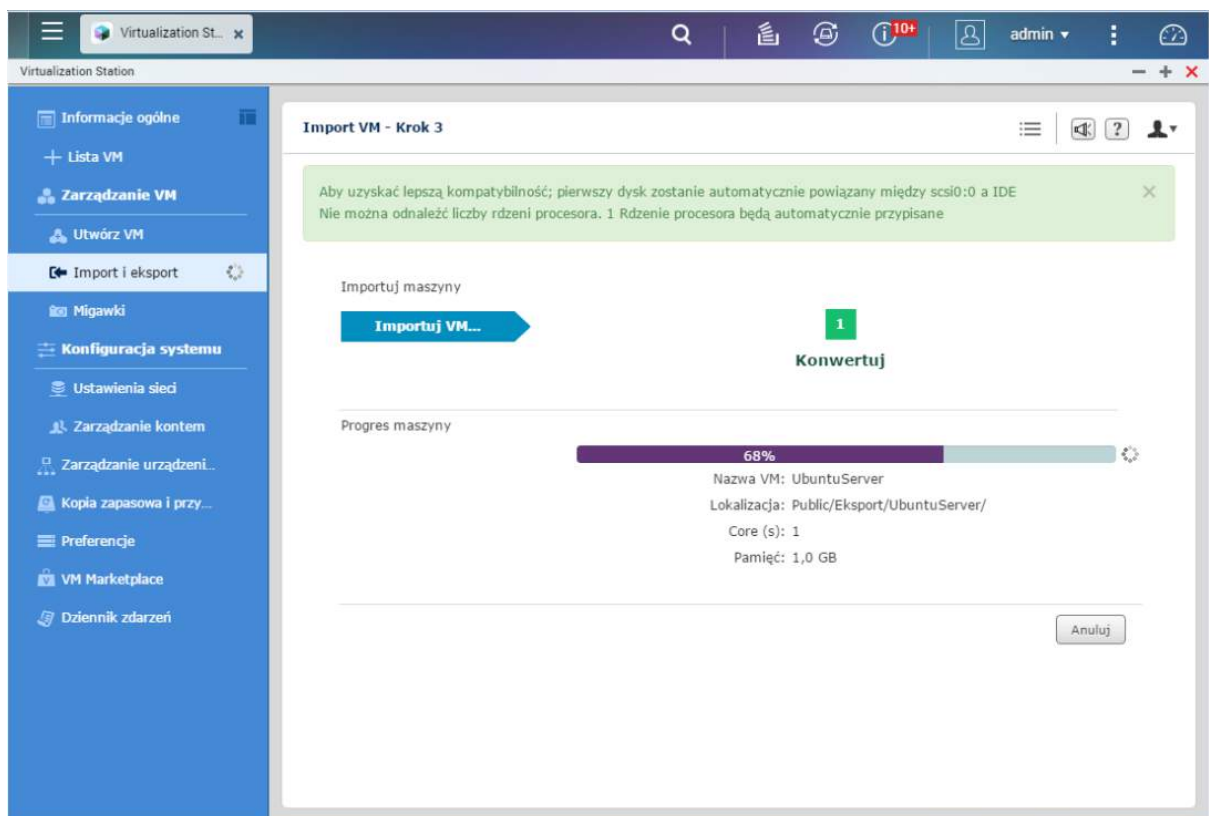 Virtualization St...
10+
admin
Virtualization Station
Informacje ogólne
Lista VM
Zarządzanie VM
Utwórz VM
Import i eksport
Migawki
Konfiguracja systemu
Ustawienia sieci
Zarządzanie kontem
Zarządzanie urządzeni...
Kopia zapasowa i przy...
Preferencje
VM Marketplace
Dziennik zdarzeń
Import VM - Krok 3
?
Aby uzyskać lepszą kompatybilność; pierwszy dysk zostanie automatycznie powiązany między scsi0:0 a IDE
Nie można odnaleźć liczby rdzeni procesora. 1 Rdzenie procesora będą automatycznie przypisane
Importuj maszyny
Importuj VM...
1
Konwertuj
Progres maszyny
68%
Nazwa VM: UbuntuServer
Lokalizacja: Public/Eksport/UbuntuServer/
Core (s): 1
Pamięć: 1,0 GB
Anuluj